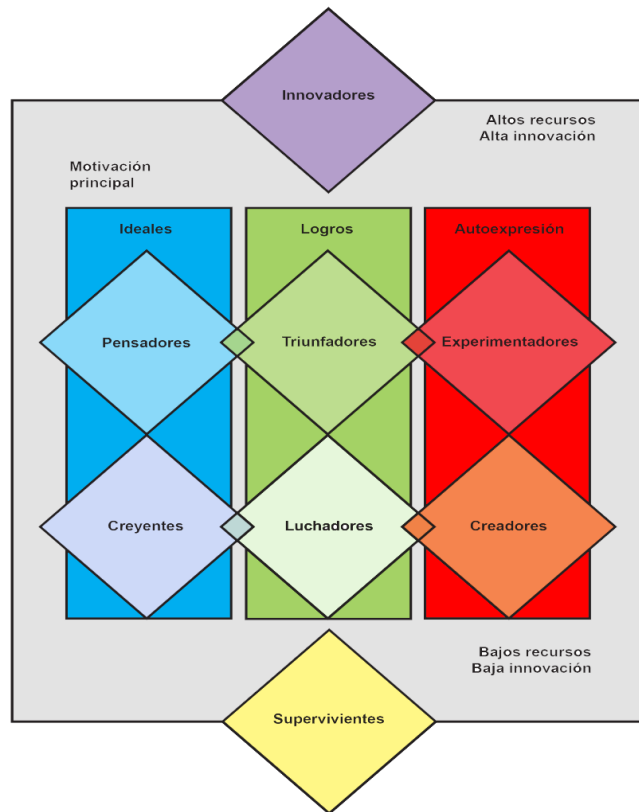 Innovadores
Altos recursos
Alta innovación
Motivación
principal
Ideales
Logros
Autoexpresión
Pensadores
Triunfadores
Experimentadores
Creyentes
Luchadores
Creadores
Bajos recursos
Baja innovación
Supervivientes